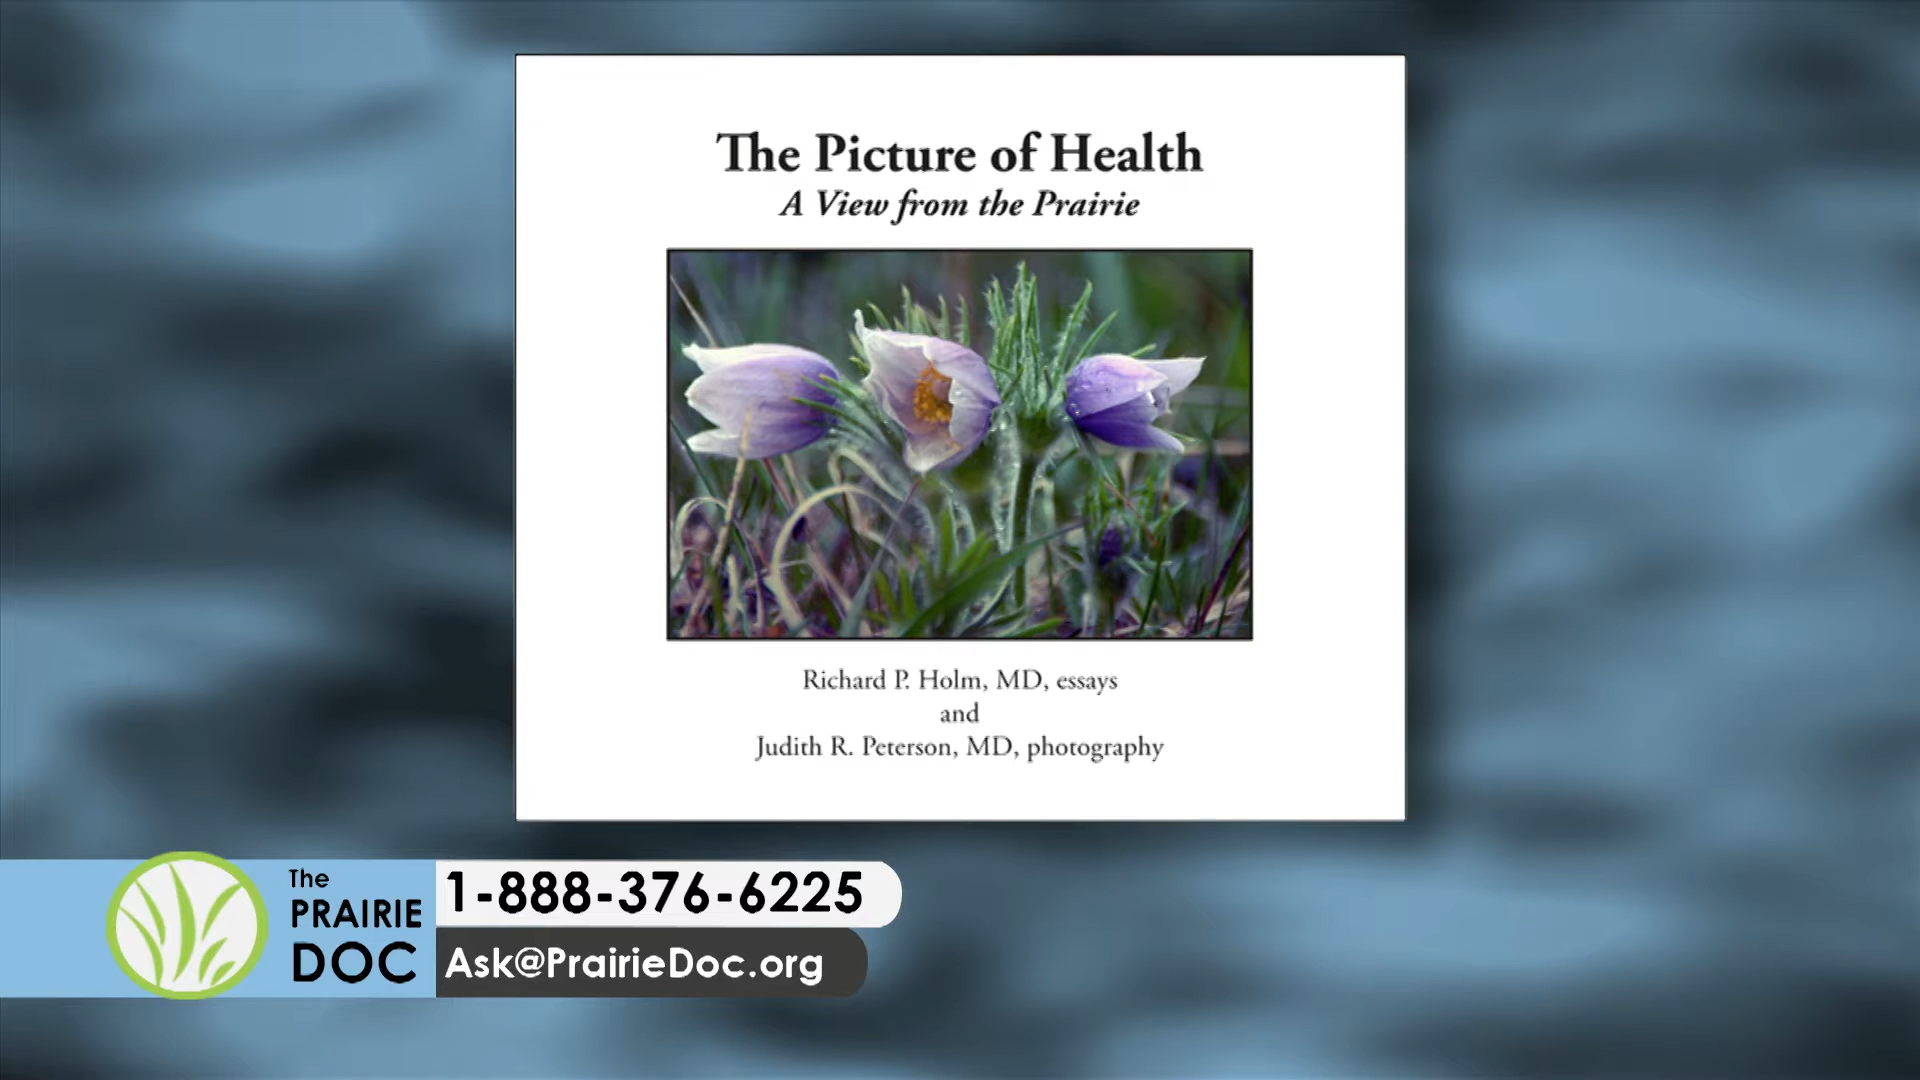 The Picture of Health
A View from the Prairie
Richard P. Holm, MD, essays
and
Judith R. Peterson, MD, photography
The
PRAIRIE
DOC
1-888-376-6225
Ask@PrairieDoc.org